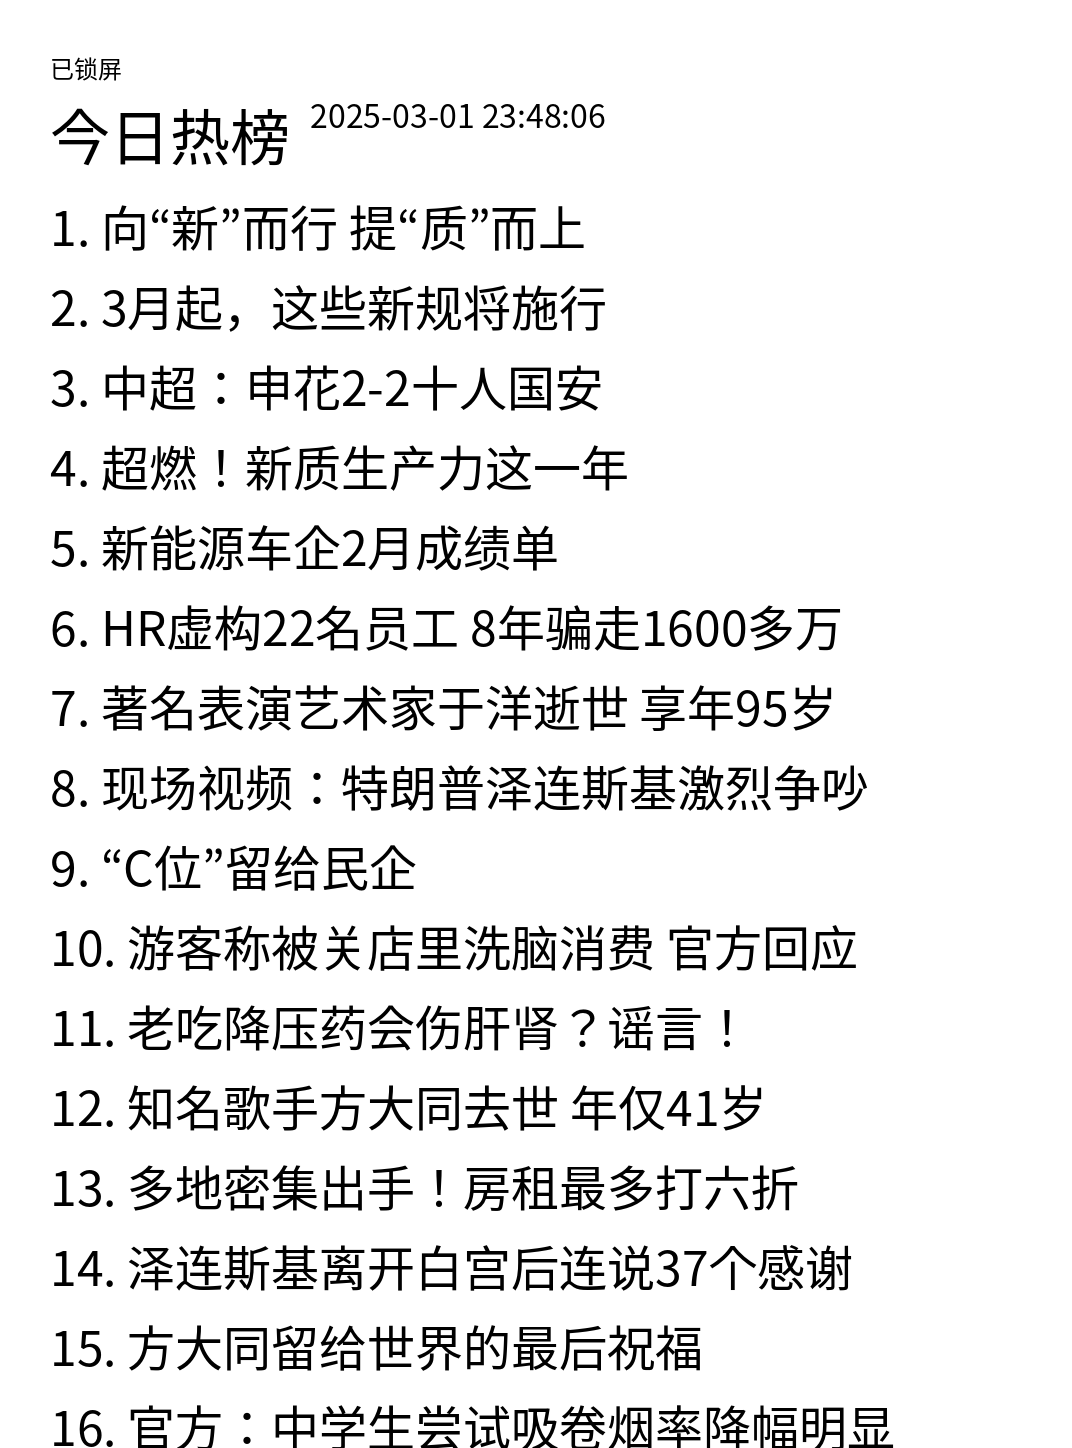 已锁屏
今日热榜 2025-03-01 23:48:06
1. 向“新”而行 提“质”而上
2. 3月起，这些新规将施行
3. 中超：申花2-2十人国安
4. 超燃！新质生产力这一年
5. 新能源车企2月成绩单
6. HR虚构22名员工 8年骗走1600多万
7. 著名表演艺术家于洋逝世 享年95岁
8. 现场视频：特朗普泽连斯基激烈争吵
9. “C位”留给民企
10. 游客称被关店里洗脑消费 官方回应
11. 老吃降压药会伤肝肾？谣言！
12. 知名歌手方大同去世 年仅41岁
13. 多地密集出手！房租最多打六折
14. 泽连斯基离开白宫后连说37个感谢
15. 方大同留给世界的最后祝福
16. 官方：中学生尝试吸卷烟率降幅明显